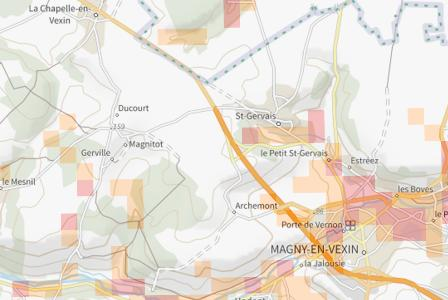 La Chapelle-en-
Vexin
Ducourt
159
St-Gervais
Magnitot
Gerville
le Petit St-Gervais
Estréez
le Mesnil
les Boves
Archemont
Porte de Vernon
MAGNY-EN-VEXIN
la Jalousie